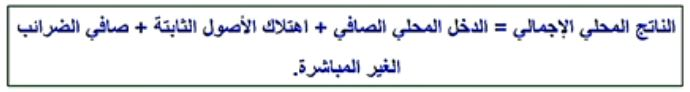 الناتج المحلي الإجمالي = الدخل المحلي الصافي + اهتلاك الأصول الثابتة + صافي الضرائب
الغير المباشرة.